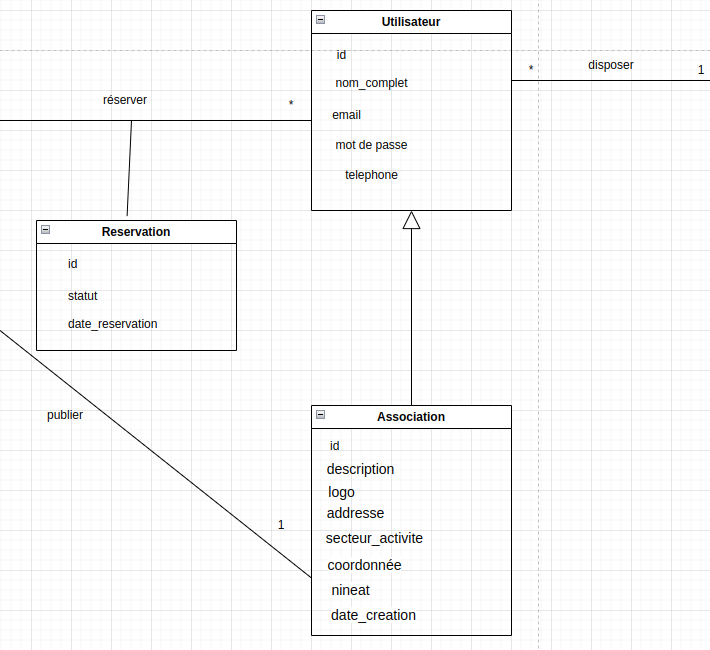 Utilisateur
id
nom_complet
email
mot de passe
telephone
* disposer 1
réserver *
Reservation
id
statut
date_reservation
publier
1
Association
id
description
logo
addresse
secteur_activite
coordonnée
nineat
date_creation